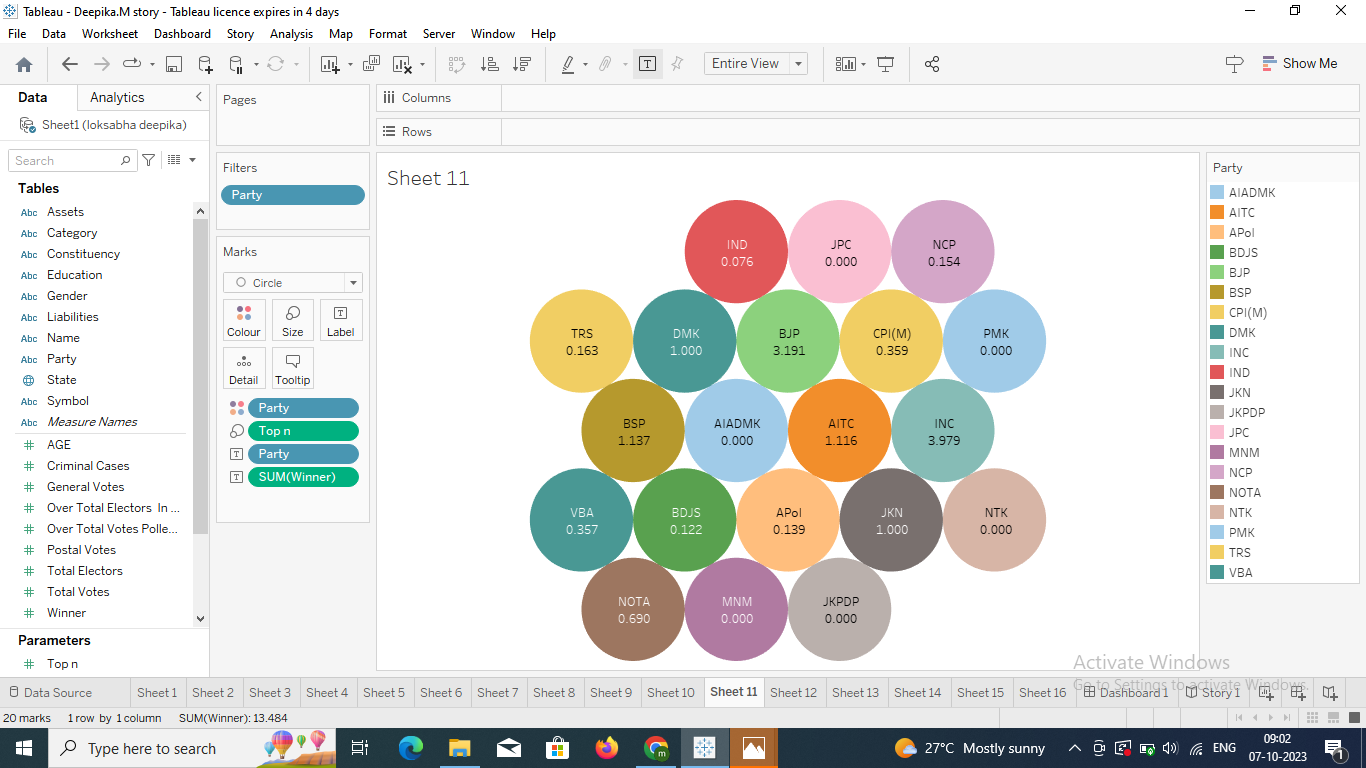 Tableau - Deepika.M story - Tableau licence expires in 4 days
File Data Worksheet Dashboard Story Analysis Map Format Server Window Help
Entire View
Show Me
Data Analytics
Sheet1 (loksabha deepika)
Search
Tables
Abc Assets
Abc Category
Abc Constituency
Abc Education
Abc Gender
Abc Liabilities
Abc Name
Abc Party
State
Abc Symbol
Abc Measure Names
# AGE
# Criminal Cases
# General Votes
# Over Total Electors In ...
# Over Total Votes Polle...
# Postal Votes
# Total Electors
# Total Votes
# Winner
Parameters
# Top n
Pages
Filters
Party
Marks
Circle
Colour Size Label
Detail Tooltip
Party
Top n
Party
SUM(Winner)
Columns
Rows
Sheet 11
IND JPC NCP
0.076 0.000 0.154
TRS DMK BJP CPI(M) PMK
0.163 1.000 3.191 0.359 0.000
BSP AIADMK AITC INC
1.137 0.000 1.116 3.979
VBA BDJS APol JKN NTK
0.357 0.122 0.139 1.000 0.000
NOTA MNM JKPDP
0.690 0.000 0.000
Party
AIADMK
AITC
APol
BDJS
BJP
BSP
CPI(M)
DMK
INC
IND
JKN
JKPDP
JPC
MNM
NCP
NOTA
NTK
PMK
TRS
VBA
Activate Windows
Go to Settings to activate Windows.
Data Source Sheet 1 Sheet 2 Sheet 3 Sheet 4 Sheet 5 Sheet 6 Sheet 7 Sheet 8 Sheet 9 Sheet 10 Sheet 11 Sheet 12 Sheet 13 Sheet 14 Sheet 15 Sheet 16 Dashboard 1 Story 1
20 marks 1 row by 1 column SUM(Winner): 13.484
Type here to search
27°C Mostly sunny
ENG
09:02
07-10-2023
1